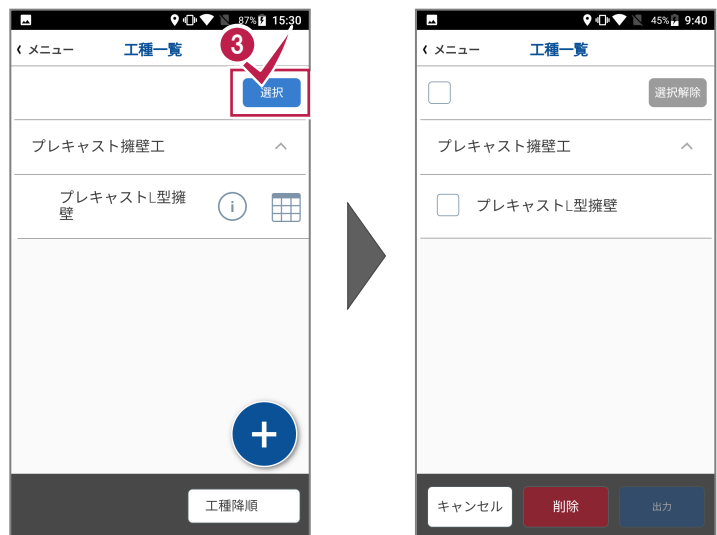 87% 15:30
メニュー 工種一覧
3
選択
プレキャスト擁壁工
プレキャストL型擁
壁
i
工種降順
45% 9:40
メニュー 工種一覧
選択解除
プレキャスト擁壁工
プレキャストL型擁壁
キャンセル 削除 出力